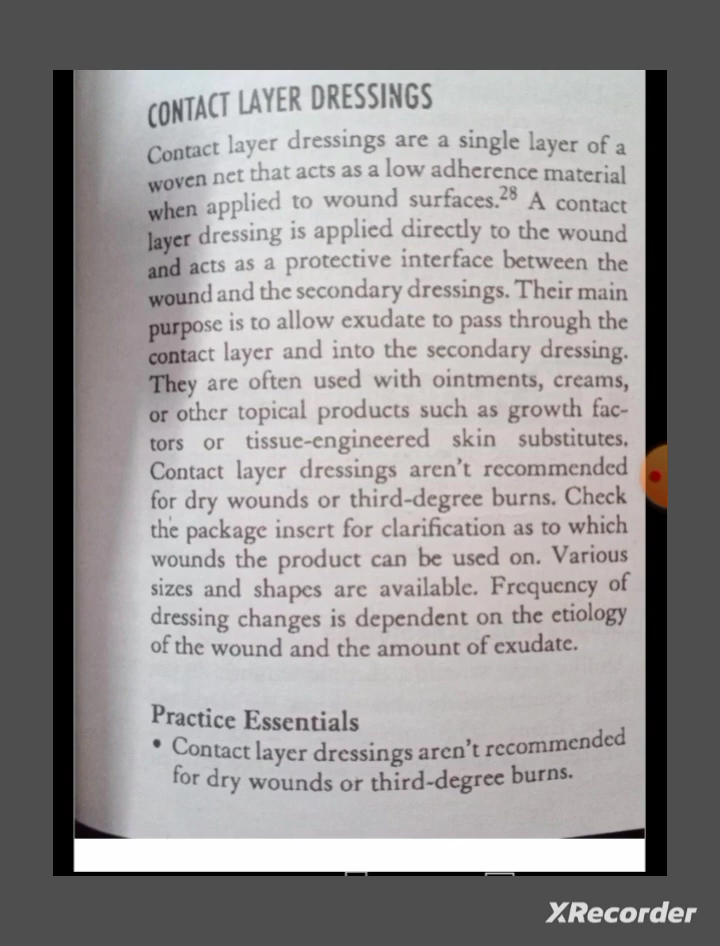 CONTACT LAYER DRESSINGS
Contact layer dressings are a single layer of a
woven net that acts as a low adherence material
when applied to wound surfaces.28 A contact
layer dressing is applied directly to the wound
and acts as a protective interface between the
wound and the secondary dressings. Their main
purpose is to allow exudate to pass through the
contact layer and into the secondary dressing.
They are often used with ointments, creams,
or other topical products such as growth fac-
tors or tissue-engineered skin substitutes.
Contact layer dressings aren't recommended
for dry wounds or third-degree burns. Check
the package insert for clarification as to which
wounds the product can be used on. Various
sizes and shapes are available. Frequency of
dressing changes is dependent on the etiology
of the wound and the amount of exudate.
Practice Essentials
• Contact layer dressings aren't recommended
for dry wounds or third-degree burns.
XRecorder